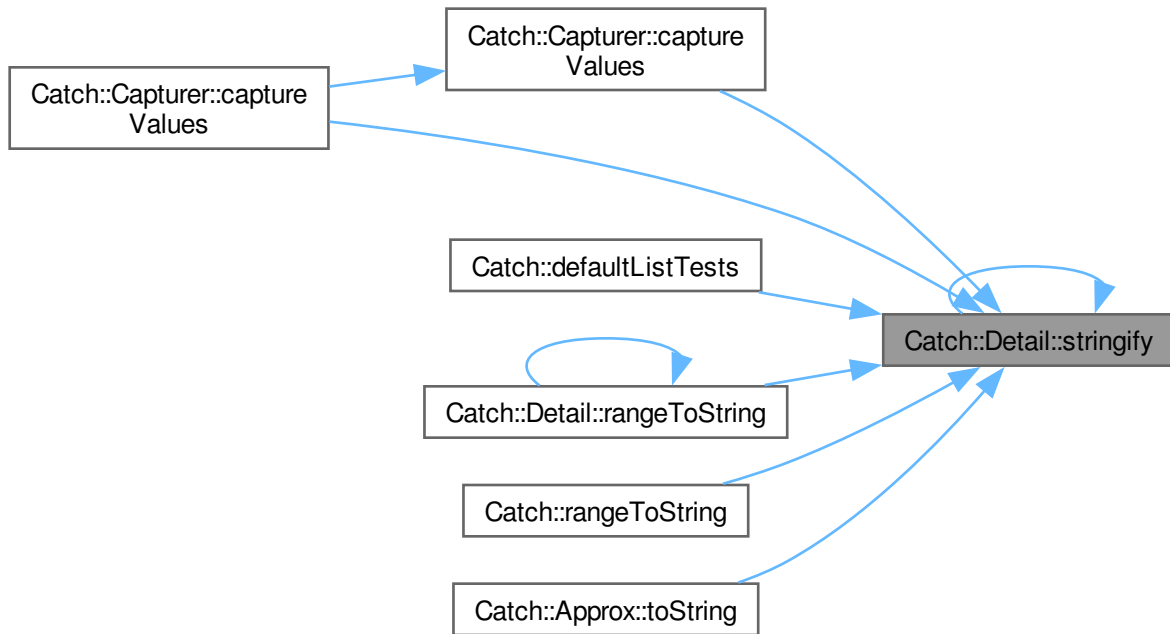 Catch::Capturer::capture
Values
Catch::Capturer::capture
Values
Catch::defaultListTests
Catch::Detail::stringify
Catch::Detail::rangeToString
Catch::rangeToString
Catch::Approx::toString